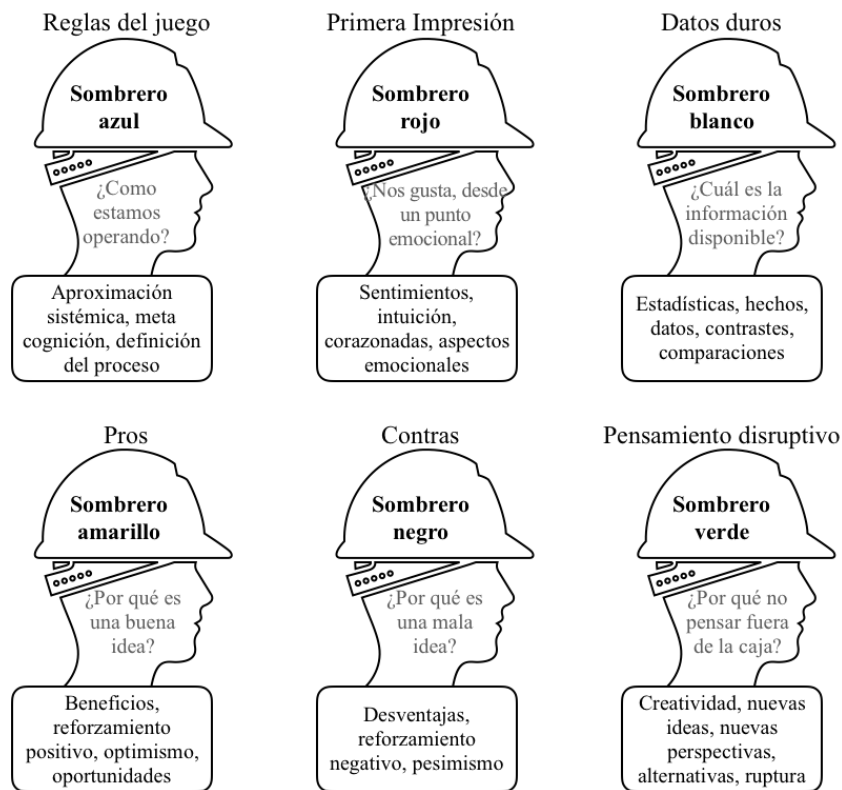 Reglas del juego
Sombrero
azul
¿Como
estamos
operando?
Aproximación
sistémica, meta
cognición, definición
del proceso
Primera Impresión
Sombrero
rojo
¿Nos gusta, desde
un punto
emocional?
Sentimientos,
intuición,
corazonadas, aspectos
emocionales
Datos duros
Sombrero
blanco
¿Cuál es la
información
disponible?
Estadísticas, hechos,
datos, contrastes,
comparaciones
Pros
Sombrero
amarillo
¿Por qué es
una buena
idea?
Beneficios,
reforzamiento
positivo, optimismo,
oportunidades
Contras
Sombrero
negro
¿Por qué es
una mala
idea?
Desventajas,
reforzamiento
negativo, pesimismo
Pensamiento disruptivo
Sombrero
verde
¿Por qué no
pensar fuera
de la caja?
Creatividad, nuevas
ideas, nuevas
perspectivas,
alternativas, ruptura